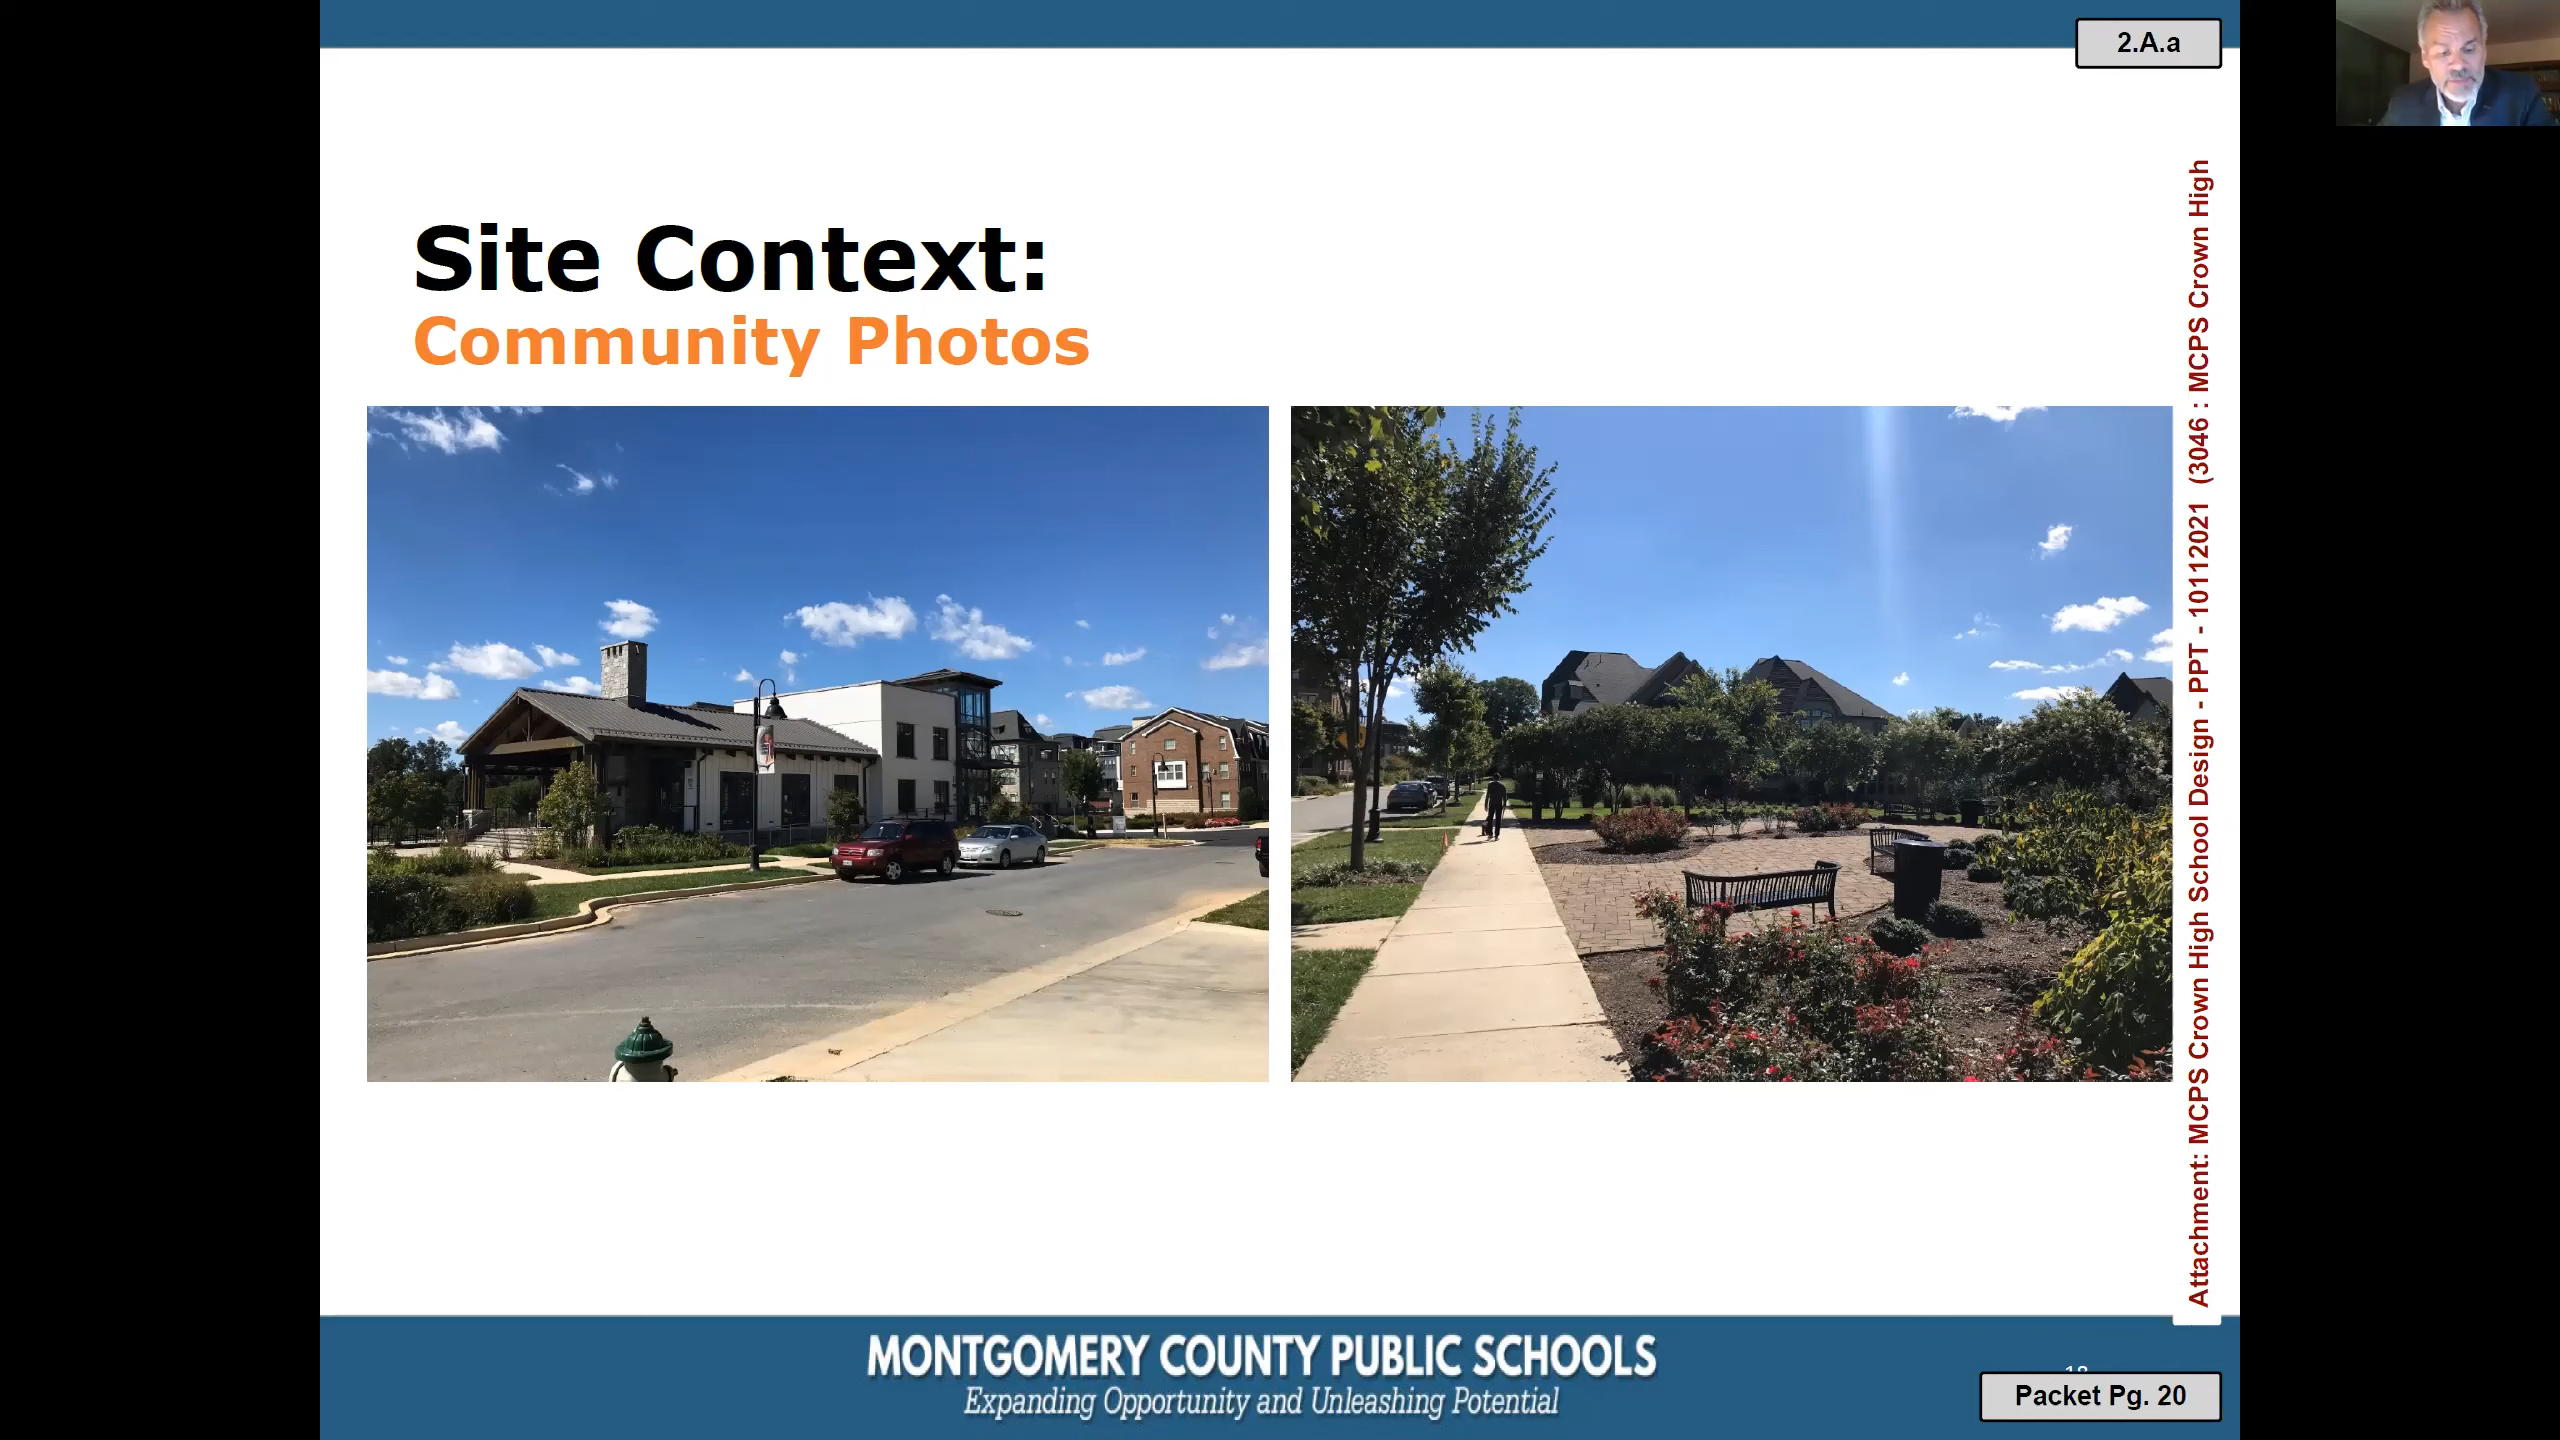 2.A.a
Site Context:
Community Photos
Attachment: MCPS Crown High School Design - PPT - 10112021 (3046 : MCPS Crown High
MONTGOMERY COUNTY PUBLIC SCHOOLS
Expanding Opportunity and Unleashing Potential
18
Packet Pg. 20